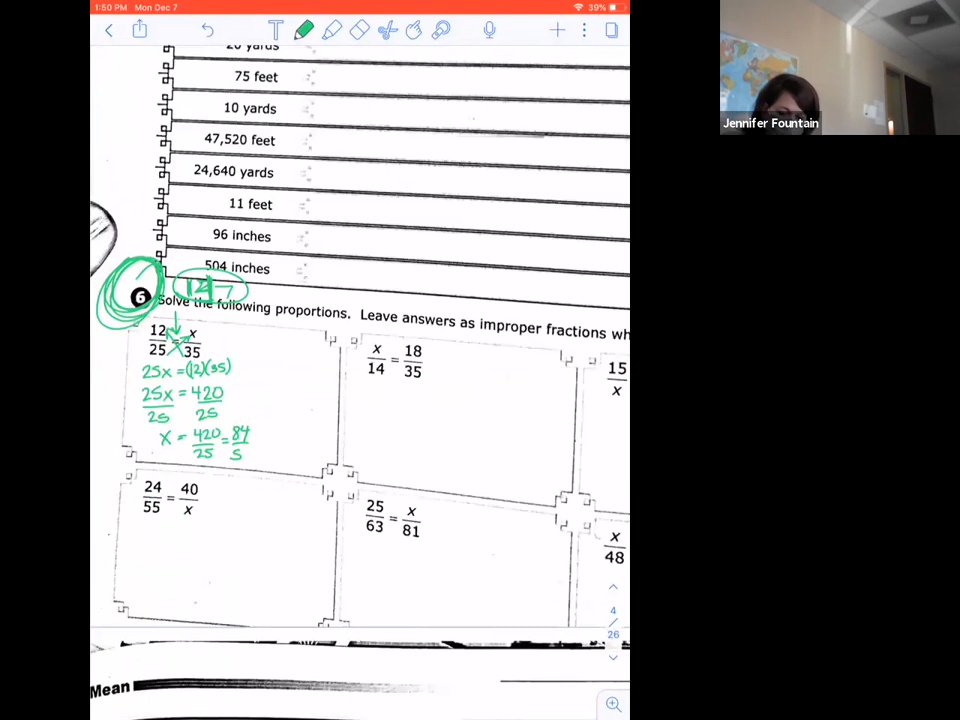 1:50 PM Mon Dec 7
39%
T
Jennifer Fountain
20 yards
75 feet
10 yards
47,520 feet
24,640 yards
11 feet
96 inches
504 inches
6 Solve the following proportions. Leave answers as improper fractions wh
12/25 = x/35
25x = (12)(35)
25x/25 = 420/25
x = 420/25 = 84/5
x/14 = 18/35
15/x
24/55 = 40/x
25/63 = x/81
x/48
4
/
26
Mean